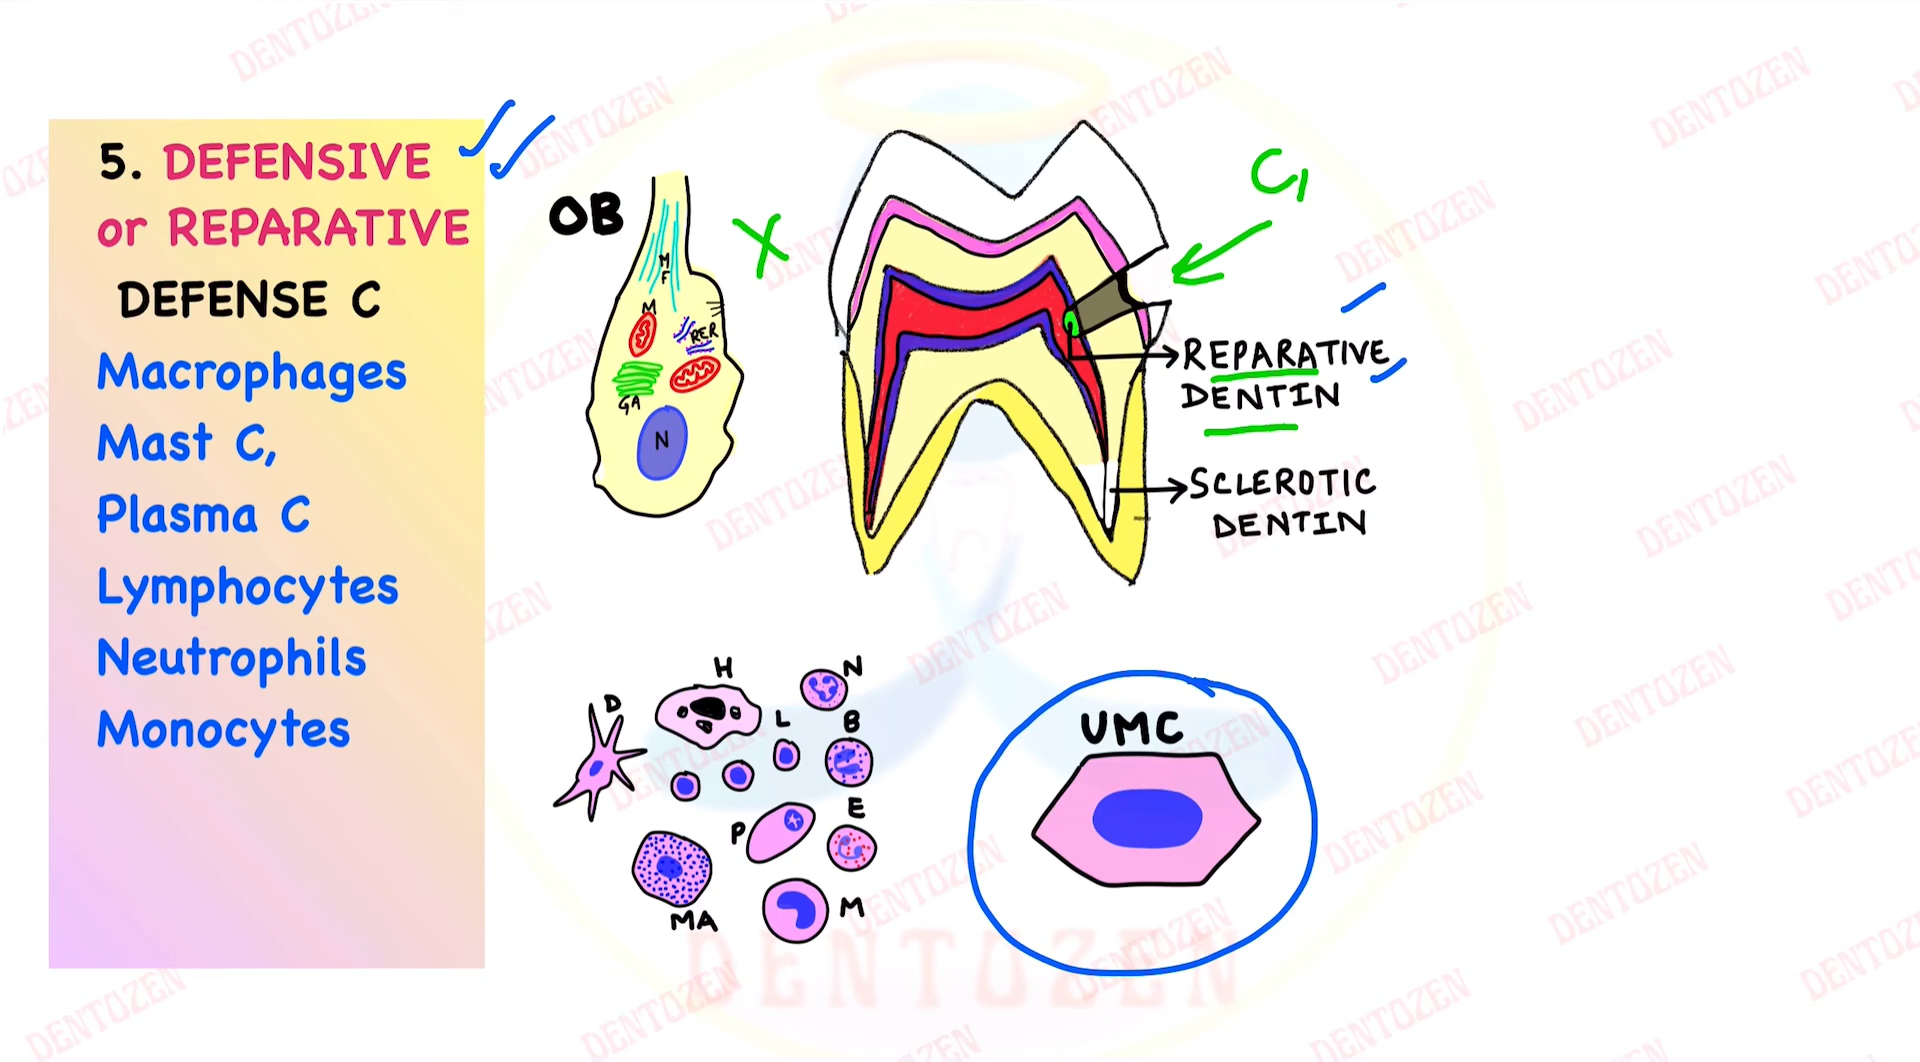 5. DEFENSIVE
or REPARATIVE
DEFENSE C
Macrophages
Mast C,
Plasma C
Lymphocytes
Neutrophils
Monocytes
OB
MF
M
RER
GA
N
X
C1
REPARATIVE
DENTIN
SCLEROTIC
DENTIN
D
H
N
L
B
P
E
MA
M
UMC
DENTOZEN